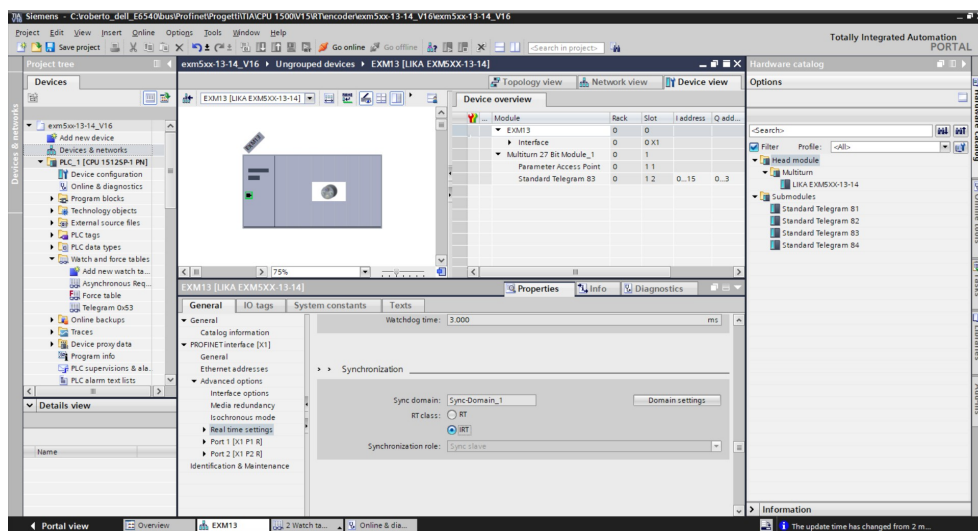 Siemens - C:\roberto_dell_E6540\bus\Profinet\Progetti\TIA\CPU 1500\V15\RT\encoder\exm5xx-13-14_V16\exm5xx-13-14_V16
Project Edit View Insert Online Options Tools Window Help
Totally Integrated Automation
PORTAL
Save project Go online Go offline <Search in project>
Project tree
Devices
exm5xx-13-14_V16
Add new device
Devices & networks
PLC_1 [CPU 1512SP-1 PN]
Device configuration
Online & diagnostics
Program blocks
Technology objects
External source files
PLC tags
PLC data types
Watch and force tables
Add new watch ta...
Asynchronous Req...
Force table
Telegram 0x53
Online backups
Traces
Device proxy data
Program info
PLC supervisions & ala...
PLC alarm text lists
Details view
Name
Devices & networks
exm5xx-13-14_V16 Ungrouped devices EXM13 [LIKA EXM5XX-13-14]
Topology view Network view Device view
EXM13 [LIKA EXM5XX-13-14]
EXM13
75%
Device overview
... Module Rack Slot I address Q add...
EXM13 0 0
Interface 0 0 X1
Multiturn 27 Bit Module_1 0 1
Parameter Access Point 0 1 1
Standard Telegram 83 0 1 2 0...15 0...3
EXM13 [LIKA EXM5XX-13-14]
Properties Info Diagnostics
General IO tags System constants Texts
General
Catalog information
PROFINET interface [X1]
General
Ethernet addresses
Advanced options
Interface options
Media redundancy
Isochronous mode
Real time settings
Port 1 [X1 P1 R]
Port 2 [X1 P2 R]
Identification & Maintenance
Watchdog time: 3.000 ms
> > Synchronization
Sync domain: Sync-Domain_1 Domain settings
RT class: RT
IRT
Synchronization role: Sync slave
Hardware catalog
Options
<Search>
Filter Profile: <All>
Head module
Multiturn
LIKA EXM5XX-13-14
Submodules
Standard Telegram 81
Standard Telegram 82
Standard Telegram 83
Standard Telegram 84
Information
Hardware catalog
Online tools
Libraries
Portal view Overview EXM13 2 Watch ta... Online & dia... The update time has changed from 2 m...